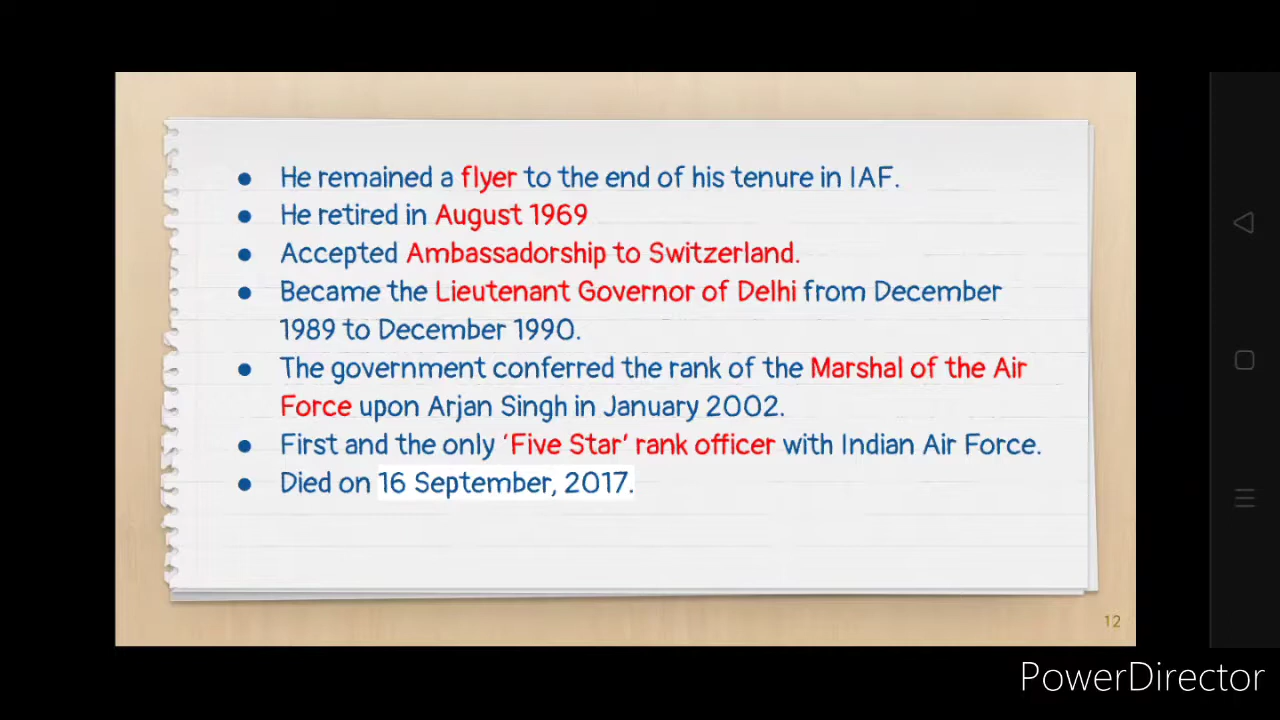 ● He remained a flyer to the end of his tenure in IAF.
● He retired in August 1969
● Accepted Ambassadorship to Switzerland.
● Became the Lieutenant Governor of Delhi from December
1989 to December 1990.
● The government conferred the rank of the Marshal of the Air
Force upon Arjan Singh in January 2002.
● First and the only ‘Five Star’ rank officer with Indian Air Force.
● Died on 16 September, 2017.
12
PowerDirector